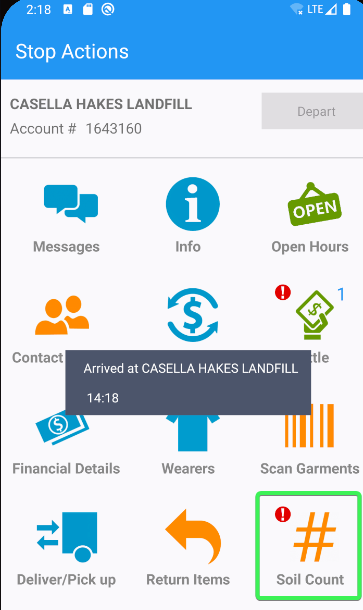 2:18 A LTE
Stop Actions
CASELLA HAKES LANDFILL
Account # 1643160
Depart
OPEN
Messages
Info
Open Hours
! $ 1
$
Contact
ttle
Arrived at CASELLA HAKES LANDFILL
14:18
$
Financial Details
Wearers
Scan Garments
! #
Deliver/Pick up
Return Items
Soil Count